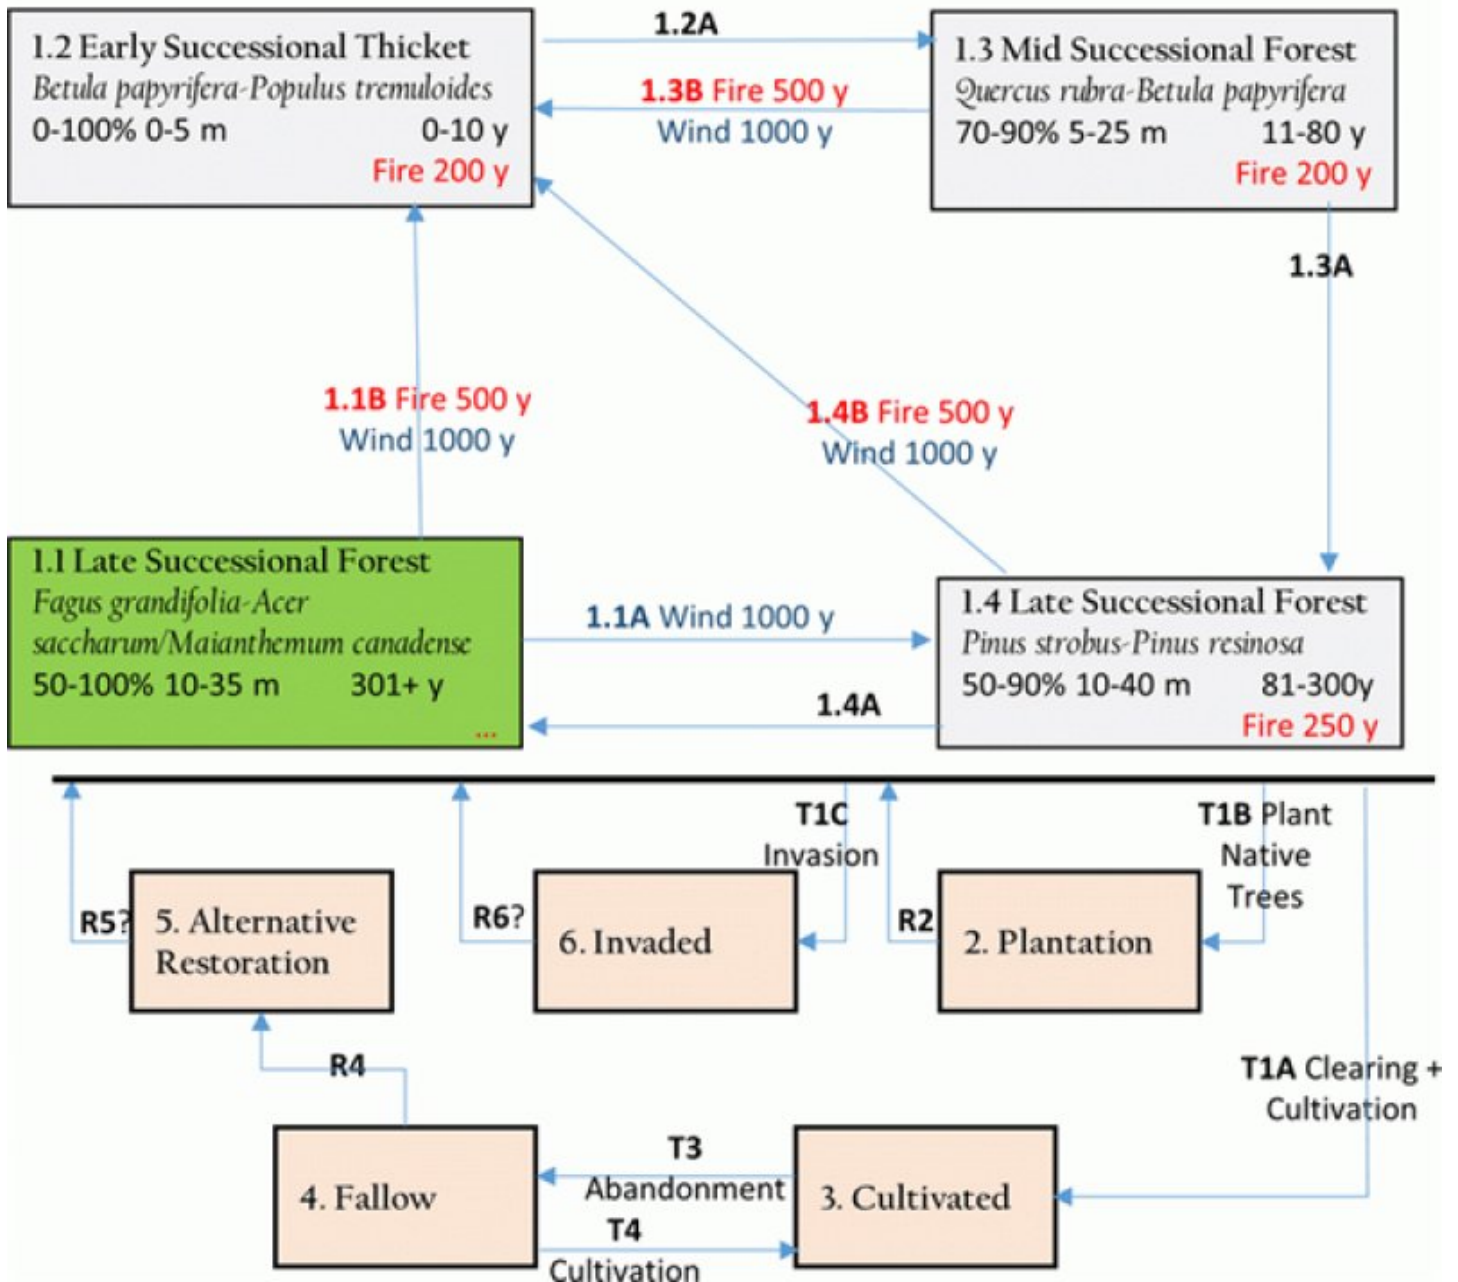 1.2 Early Successional Thicket
Betula papyrifera-Populus tremuloides
0-100% 0-5 m 0-10 y
Fire 200 y
1.2A
1.3B Fire 500 y
Wind 1000 y
1.3 Mid Successional Forest
Quercus rubra-Betula papyrifera
70-90% 5-25 m 11-80 y
Fire 200 y
1.3A
1.1B Fire 500 y
Wind 1000 y
1.4B Fire 500 y
Wind 1000 y
1.1 Late Successional Forest
Fagus grandifolia-Acer
saccharum/Maianthemum canadense
50-100% 10-35 m 301+ y
...
1.1A Wind 1000 y
1.4A
1.4 Late Successional Forest
Pinus strobus-Pinus resinosa
50-90% 10-40 m 81-300y
Fire 250 y
T1C
Invasion
T1B Plant
Native
Trees
R5?
5. Alternative
Restoration
R6?
6. Invaded
R2
2. Plantation
R4
T1A Clearing +
Cultivation
4. Fallow
T3
Abandonment
T4
Cultivation
3. Cultivated